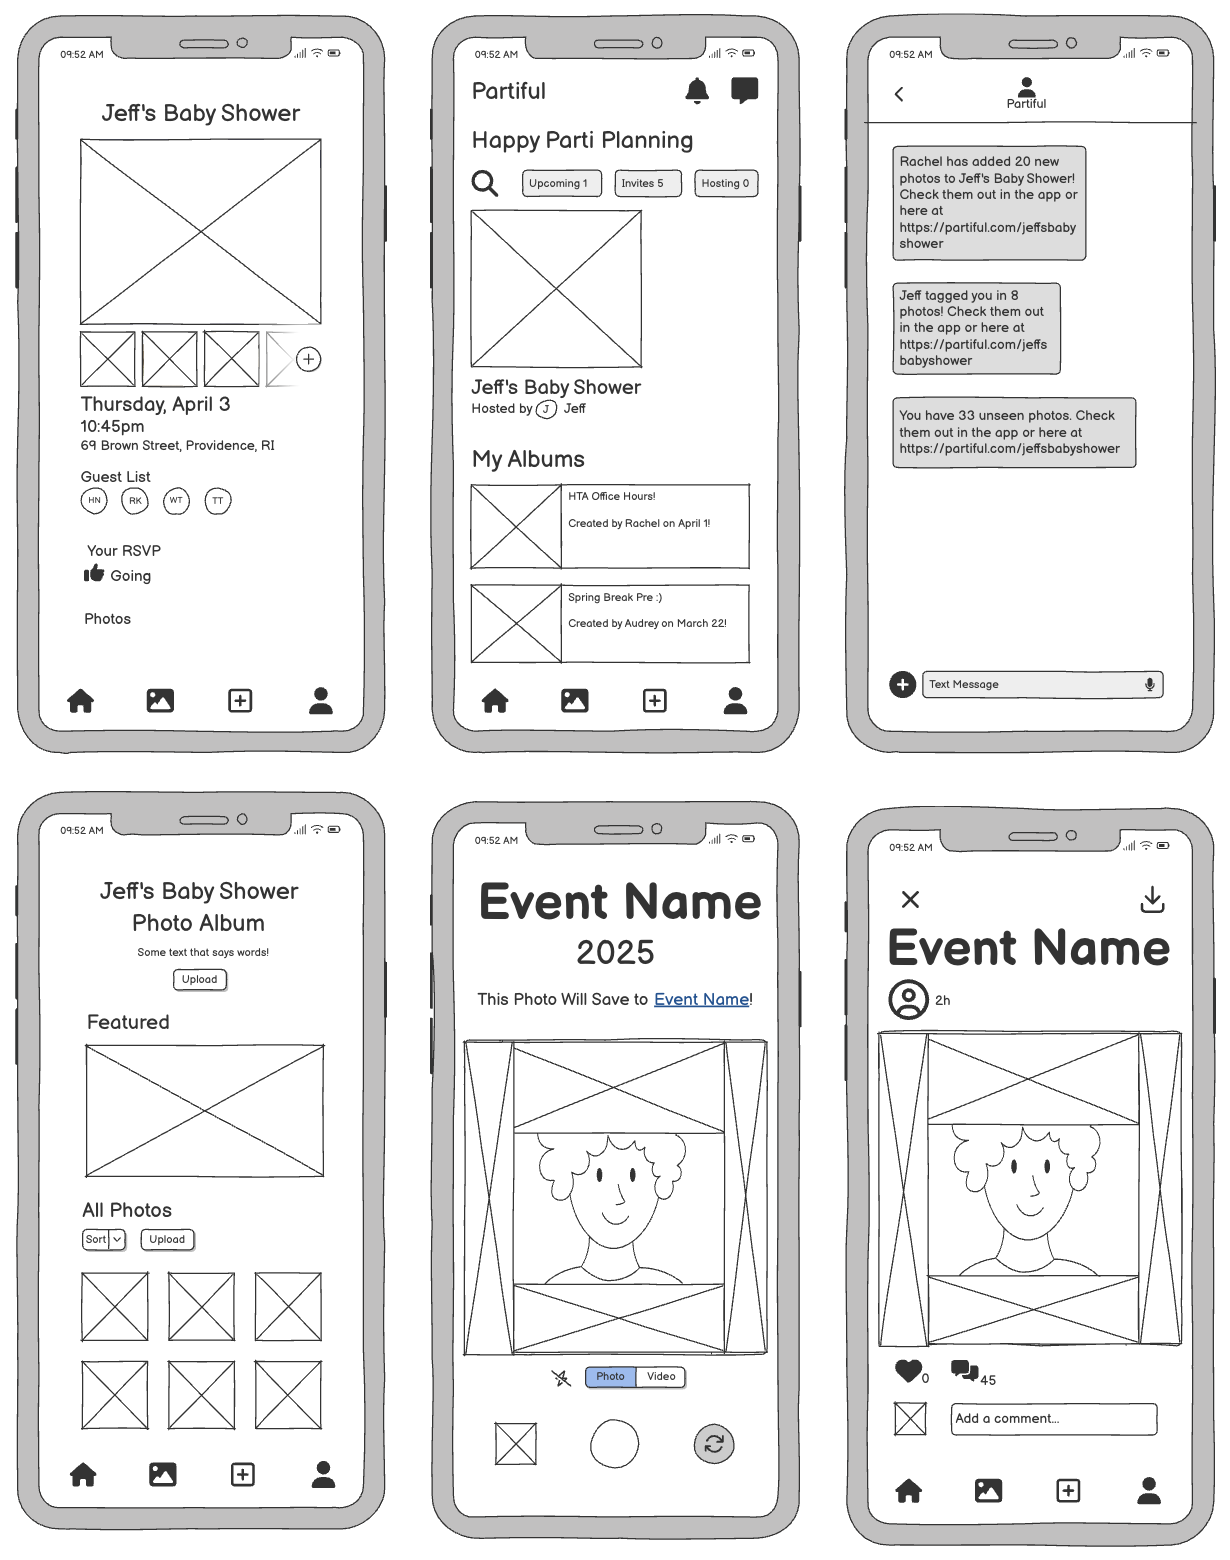 09:52 AM
Jeff's Baby Shower
Thursday, April 3
10:45pm
69 Brown Street, Providence, RI
Guest List
HN RK WT TT
Your RSVP
Going
Photos
09:52 AM
Partiful
Happy Parti Planning
Upcoming 1 Invites 5 Hosting 0
Jeff's Baby Shower
Hosted by J Jeff
My Albums
HTA Office Hours!
Created by Rachel on April 1!
Spring Break Pre :)
Created by Audrey on March 22!
09:52 AM
Partiful
Rachel has added 20 new
photos to Jeff's Baby Shower!
Check them out in the app or
here at
https://partiful.com/jeffsbaby
shower
Jeff tagged you in 8
photos! Check them out
in the app or here at
https://partiful.com/jeffs
babyshower
You have 33 unseen photos. Check
them out in the app or here at
https://partiful.com/jeffsbabyshower
Text Message
09:52 AM
Jeff's Baby Shower
Photo Album
Some text that says words!
Upload
Featured
All Photos
Sort Upload
09:52 AM
Event Name
2025
This Photo Will Save to Event Name!
Photo Video
09:52 AM
Event Name
2h
0 45
Add a comment...